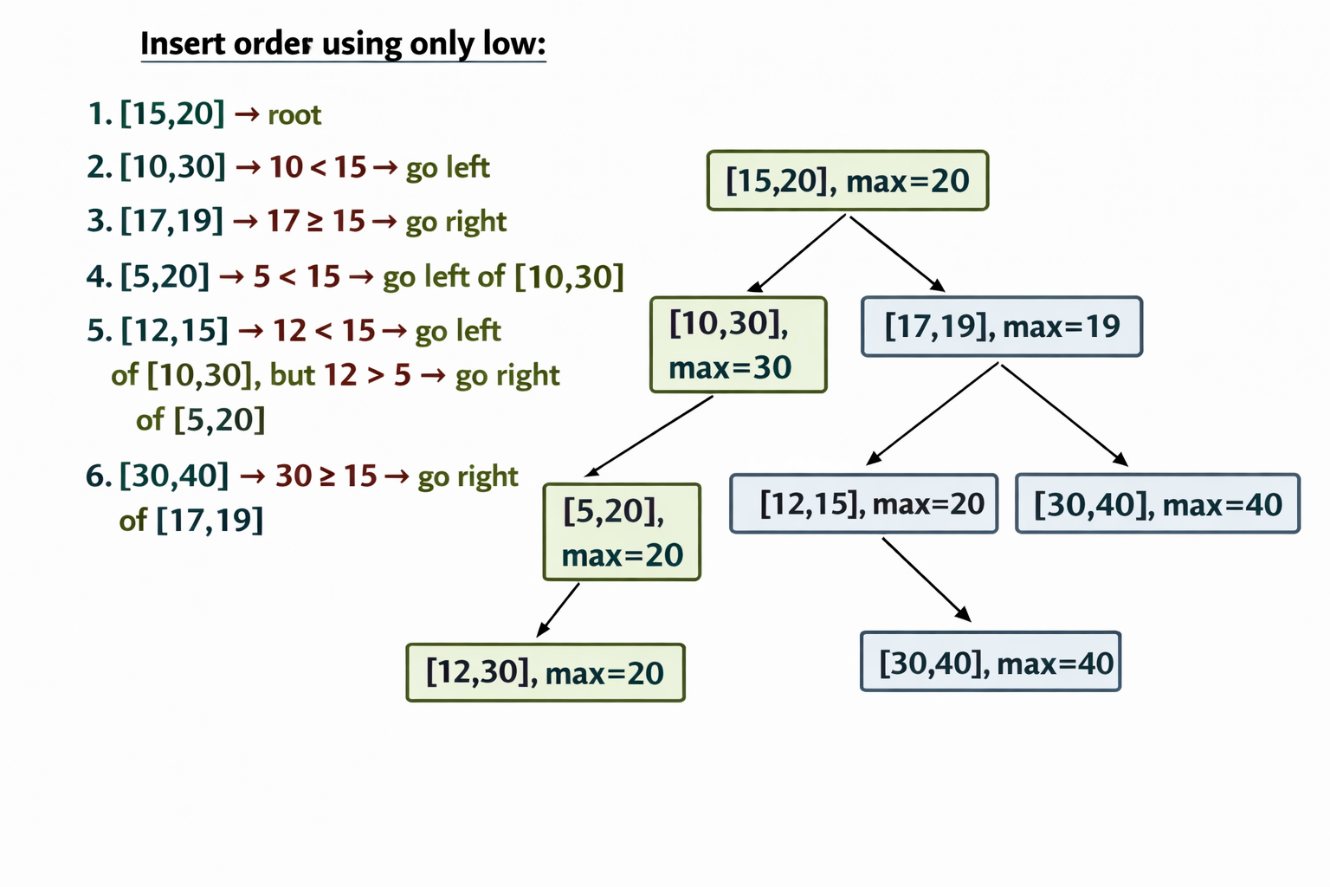 Insert order using only low:
1. [15,20] → root
2. [10,30] → 10 < 15 → go left
3. [17,19] → 17 ≥ 15 → go right
4. [5,20] → 5 < 15 → go left of [10,30]
5. [12,15] → 12 < 15 → go left
of [10,30], but 12 > 5 → go right
of [5,20]
6. [30,40] → 30 ≥ 15 → go right
of [17,19]
[15,20], max=20
[10,30],
max=30
[17,19], max=19
[5,20],
max=20
[12,15], max=20
[30,40], max=40
[12,30], max=20
[30,40], max=40